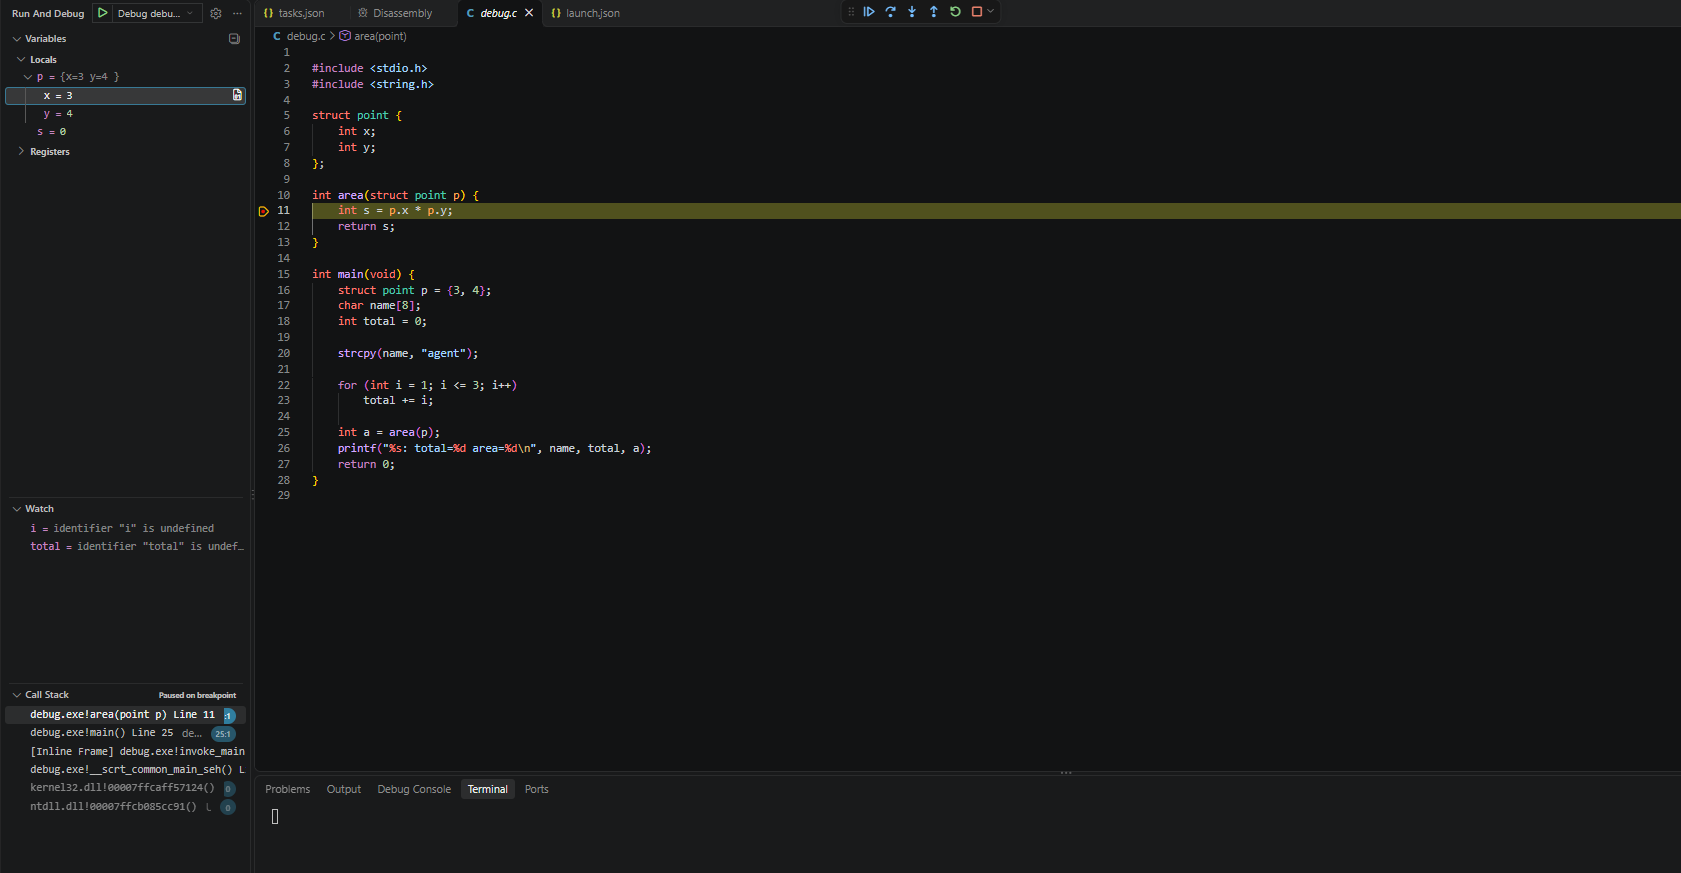 Run And Debug Debug debu... ...
Variables
Locals
p = {x=3 y=4 }
x = 3
y = 4
s = 0
Registers
Watch
i = identifier "i" is undefined
total = identifier "total" is undef...
Call Stack Paused on breakpoint
debug.exe!area(point p) Line 11 :1
debug.exe!main() Line 25 de... 25:1
[Inline Frame] debug.exe!invoke_main
debug.exe!__scrt_common_main_seh() L
kernel32.dll!00007ffcaff57124() 0
ntdll.dll!00007ffcb085cc91() 0
{} tasks.json Disassembly C debug.c {} launch.json
C debug.c > area(point)
1
2 #include <stdio.h>
3 #include <string.h>
4
5 struct point {
6 int x;
7 int y;
8 };
9
10 int area(struct point p) {
11 int s = p.x * p.y;
12 return s;
13 }
14
15 int main(void) {
16 struct point p = {3, 4};
17 char name[8];
18 int total = 0;
19
20 strcpy(name, "agent");
21
22 for (int i = 1; i <= 3; i++)
23 total += i;
24
25 int a = area(p);
26 printf("%s: total=%d area=%d\n", name, total, a);
27 return 0;
28 }
29
Problems Output Debug Console Terminal Ports